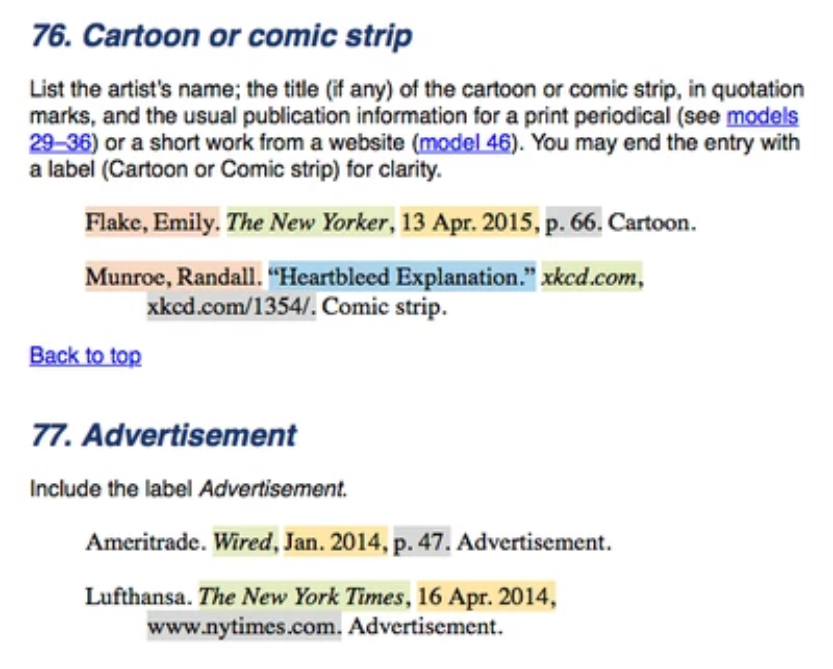 76. Cartoon or comic strip
List the artist's name; the title (if any) of the cartoon or comic strip, in quotation
marks, and the usual publication information for a print periodical (see models
29–36) or a short work from a website (model 46). You may end the entry with
a label (Cartoon or Comic strip) for clarity.
Flake, Emily. The New Yorker, 13 Apr. 2015, p. 66. Cartoon.
Munroe, Randall. “Heartbleed Explanation.” xkcd.com,
xkcd.com/1354/. Comic strip.
Back to top
77. Advertisement
Include the label Advertisement.
Ameritrade. Wired, Jan. 2014, p. 47. Advertisement.
Lufthansa. The New York Times, 16 Apr. 2014,
www.nytimes.com. Advertisement.